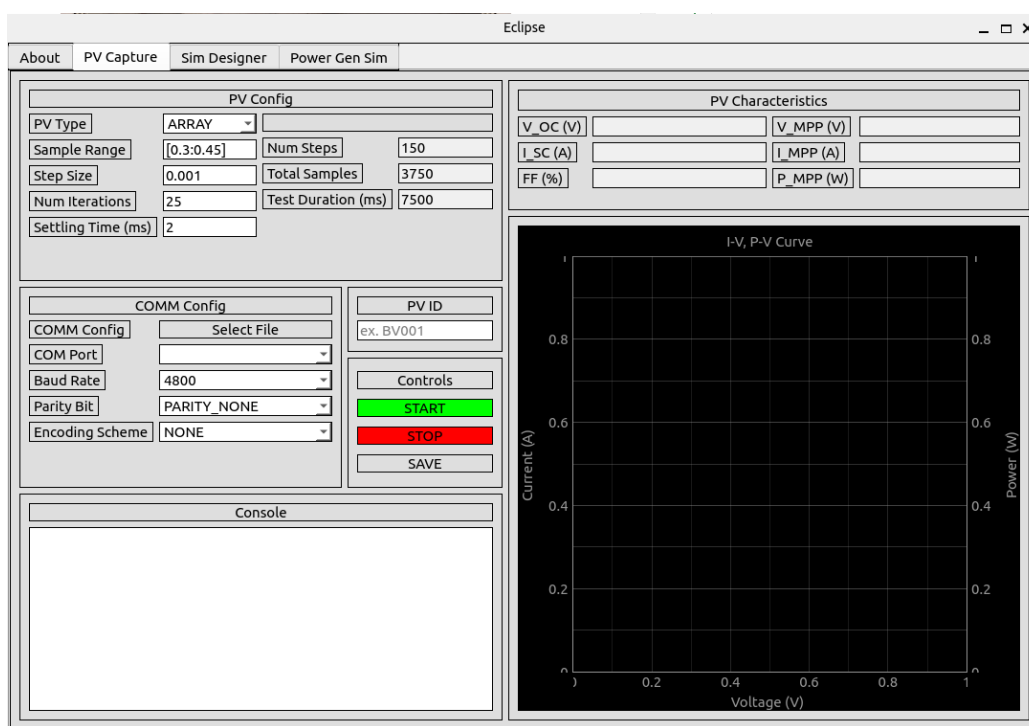 Eclipse
About PV Capture Sim Designer Power Gen Sim
PV Config
PV Type ARRAY
Sample Range [0.3:0.45] Num Steps 150
Step Size 0.001 Total Samples 3750
Num Iterations 25 Test Duration (ms) 7500
Settling Time (ms) 2
COMM Config
COMM Config Select File
COM Port
Baud Rate 4800
Parity Bit PARITY_NONE
Encoding Scheme NONE
PV ID
ex. BV001
Controls
START
STOP
SAVE
Console
PV Characteristics
V_OC (V) V_MPP (V)
I_SC (A) I_MPP (A)
FF (%) P_MPP (W)
I-V, P-V Curve
1 1
0.8 0.8
0.6 0.6
Current (A)
Power (W)
0.4 0.4
0.2 0.2
0 0
0 0.2 0.4 0.6 0.8 1
Voltage (V)